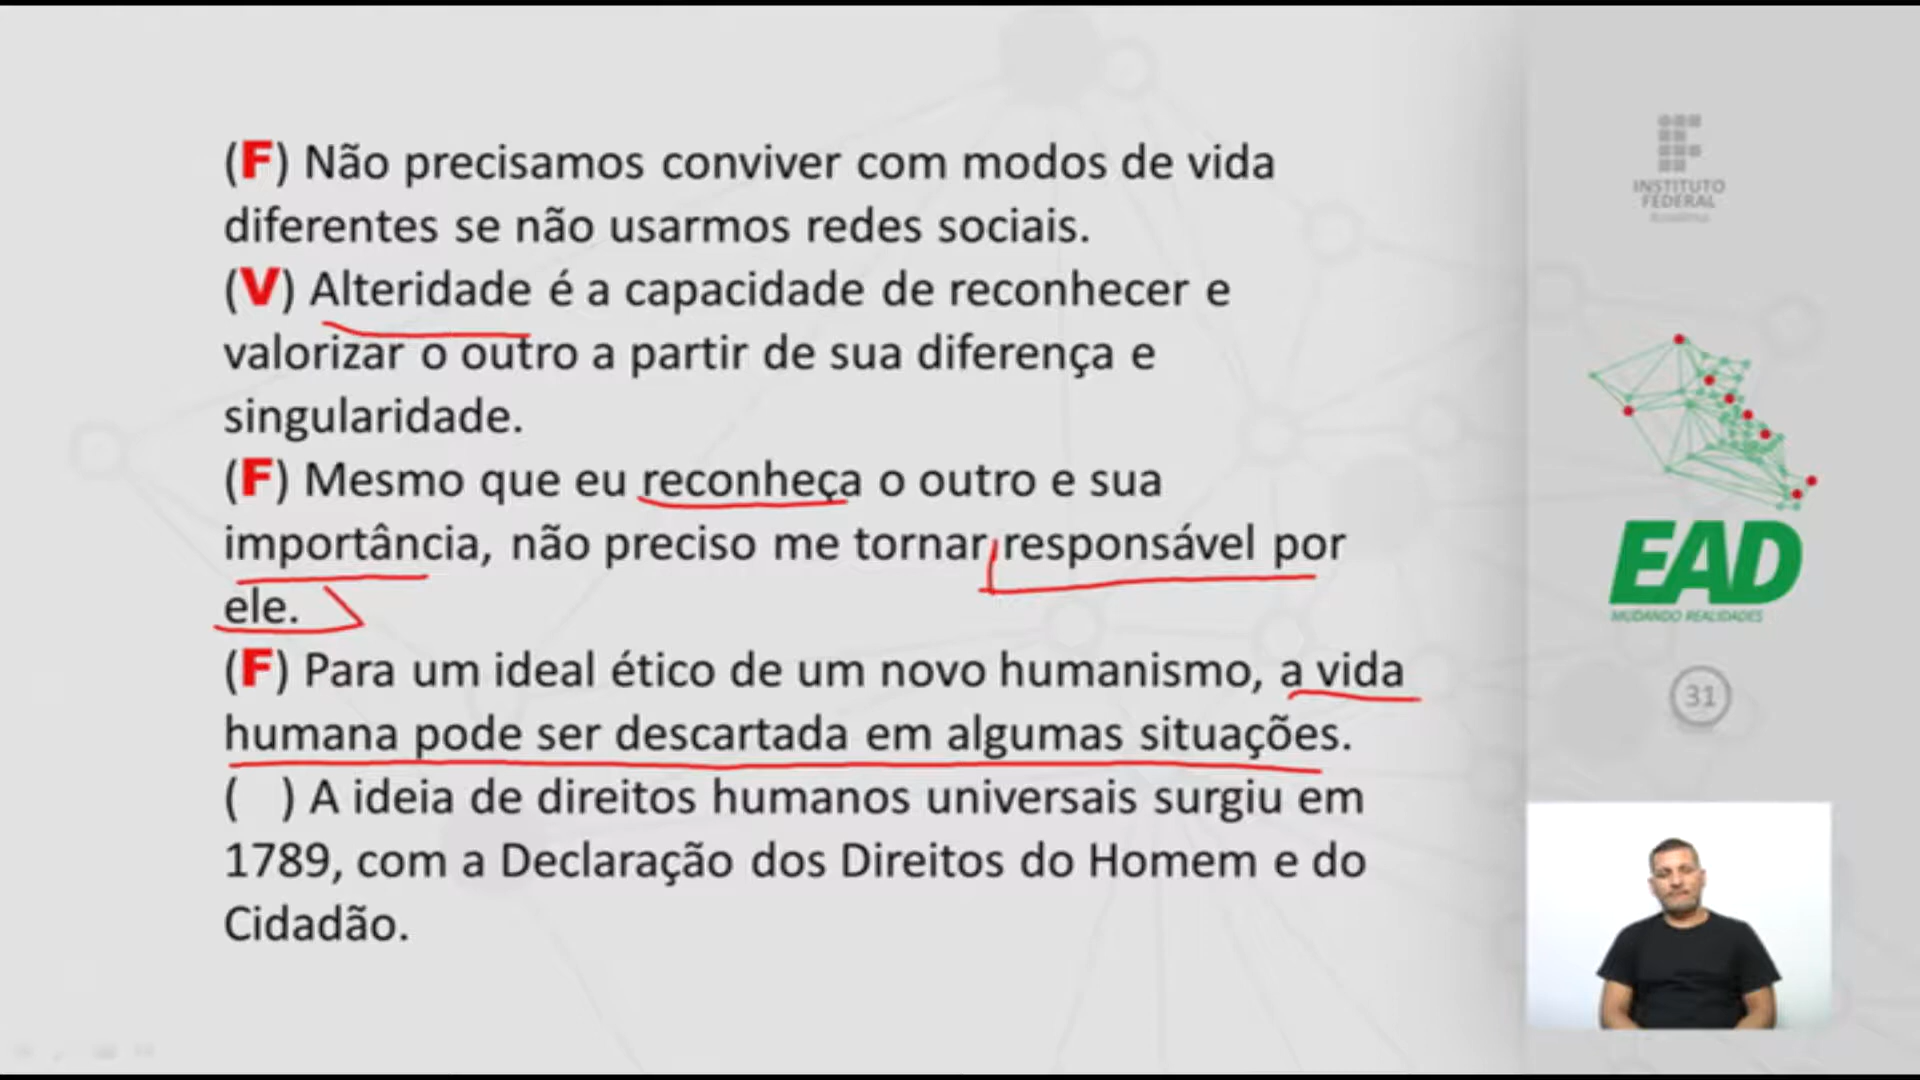 (F) Não precisamos conviver com modos de vida
diferentes se não usarmos redes sociais.
(V) Alteridade é a capacidade de reconhecer e
valorizar o outro a partir de sua diferença e
singularidade.
(F) Mesmo que eu reconheça o outro e sua
importância, não preciso me tornar responsável por
ele.
(F) Para um ideal ético de um novo humanismo, a vida
humana pode ser descartada em algumas situações.
( ) A ideia de direitos humanos universais surgiu em
1789, com a Declaração dos Direitos do Homem e do
Cidadão.
INSTITUTO
FEDERAL
EAD
MUDANDO REALIDADES
31